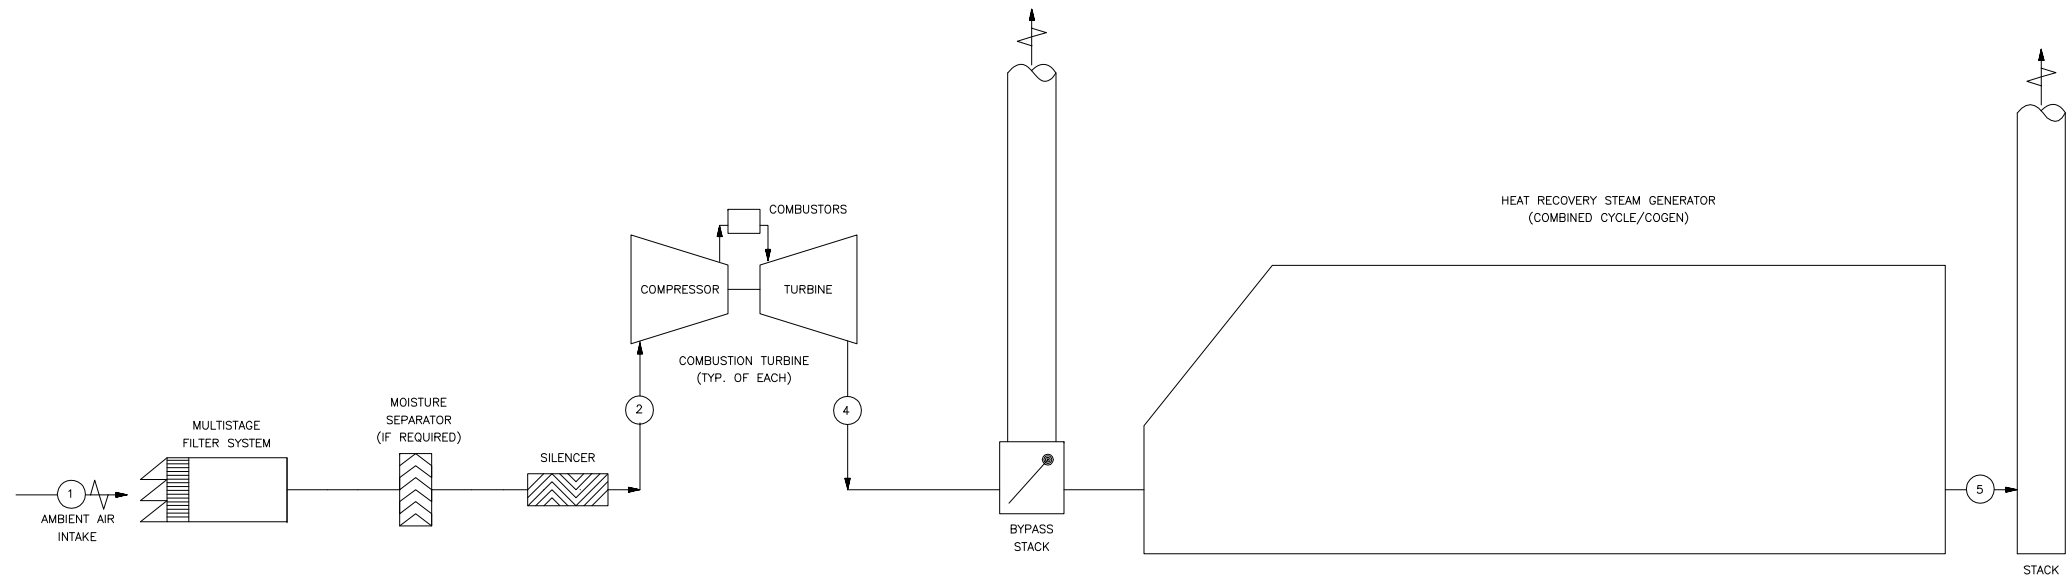 1
AMBIENT AIR
INTAKE
MULTISTAGE
FILTER SYSTEM
MOISTURE
SEPARATOR
(IF REQUIRED)
SILENCER
2
COMPRESSOR
COMBUSTORS
TURBINE
COMBUSTION TURBINE
(TYP. OF EACH)
4
BYPASS
STACK
HEAT RECOVERY STEAM GENERATOR
(COMBINED CYCLE/COGEN)
5
STACK